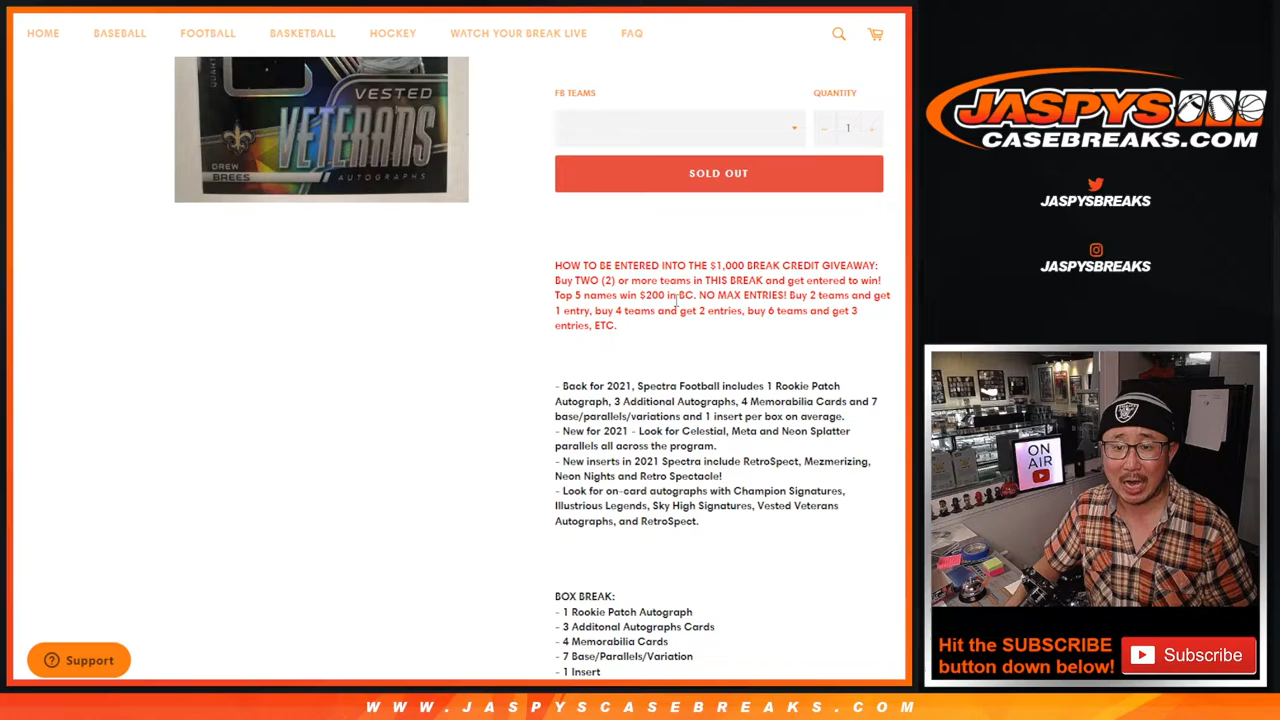 HOME BASEBALL FOOTBALL BASKETBALL HOCKEY WATCH YOUR BREAK LIVE FAQ
VESTED
VETERANS
DREW
BREES
AUTOGRAPHS
FB TEAMS QUANTITY
1
SOLD OUT
HOW TO BE ENTERED INTO THE $1,000 BREAK CREDIT GIVEAWAY:
Buy TWO (2) or more teams in THIS BREAK and get entered to win!
Top 5 names win $200 in BC. NO MAX ENTRIES! Buy 2 teams and get
1 entry, buy 4 teams and get 2 entries, buy 6 teams and get 3
entries, ETC.
- Back for 2021, Spectra Football includes 1 Rookie Patch
Autograph, 3 Additional Autographs, 4 Memorabilia Cards and 7
base/parallels/variations and 1 insert per box on average.
- New for 2021 - Look for Celestial, Meta and Neon Splatter
parallels all across the program.
- New inserts in 2021 Spectra include RetroSpect, Mezmerizing,
Neon Nights and Retro Spectacle!
- Look for on-card autographs with Champion Signatures,
Illustrious Legends, Sky High Signatures, Vested Veterans
Autographs, and RetroSpect.
BOX BREAK:
- 1 Rookie Patch Autograph
- 3 Additonal Autographs Cards
- 4 Memorabilia Cards
- 7 Base/Parallels/Variation
- 1 Insert
Support
JASPYS
CASEBREAKS.COM
JASPYSBREAKS
JASPYSBREAKS
ON
AIR
Hit the SUBSCRIBE
button down below!
Subscribe
WWW.JASPYSCASEBREAKS.COM